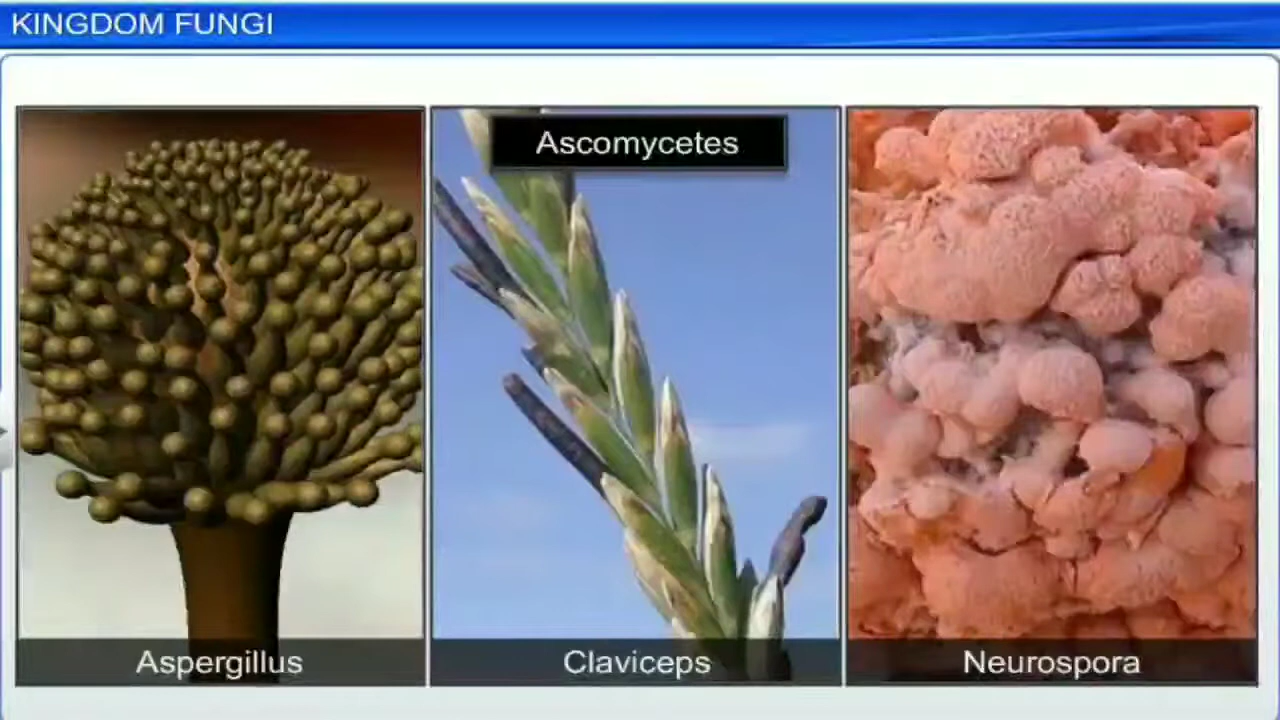 KINGDOM FUNGI
Ascomycetes
Aspergillus
Claviceps
Neurospora